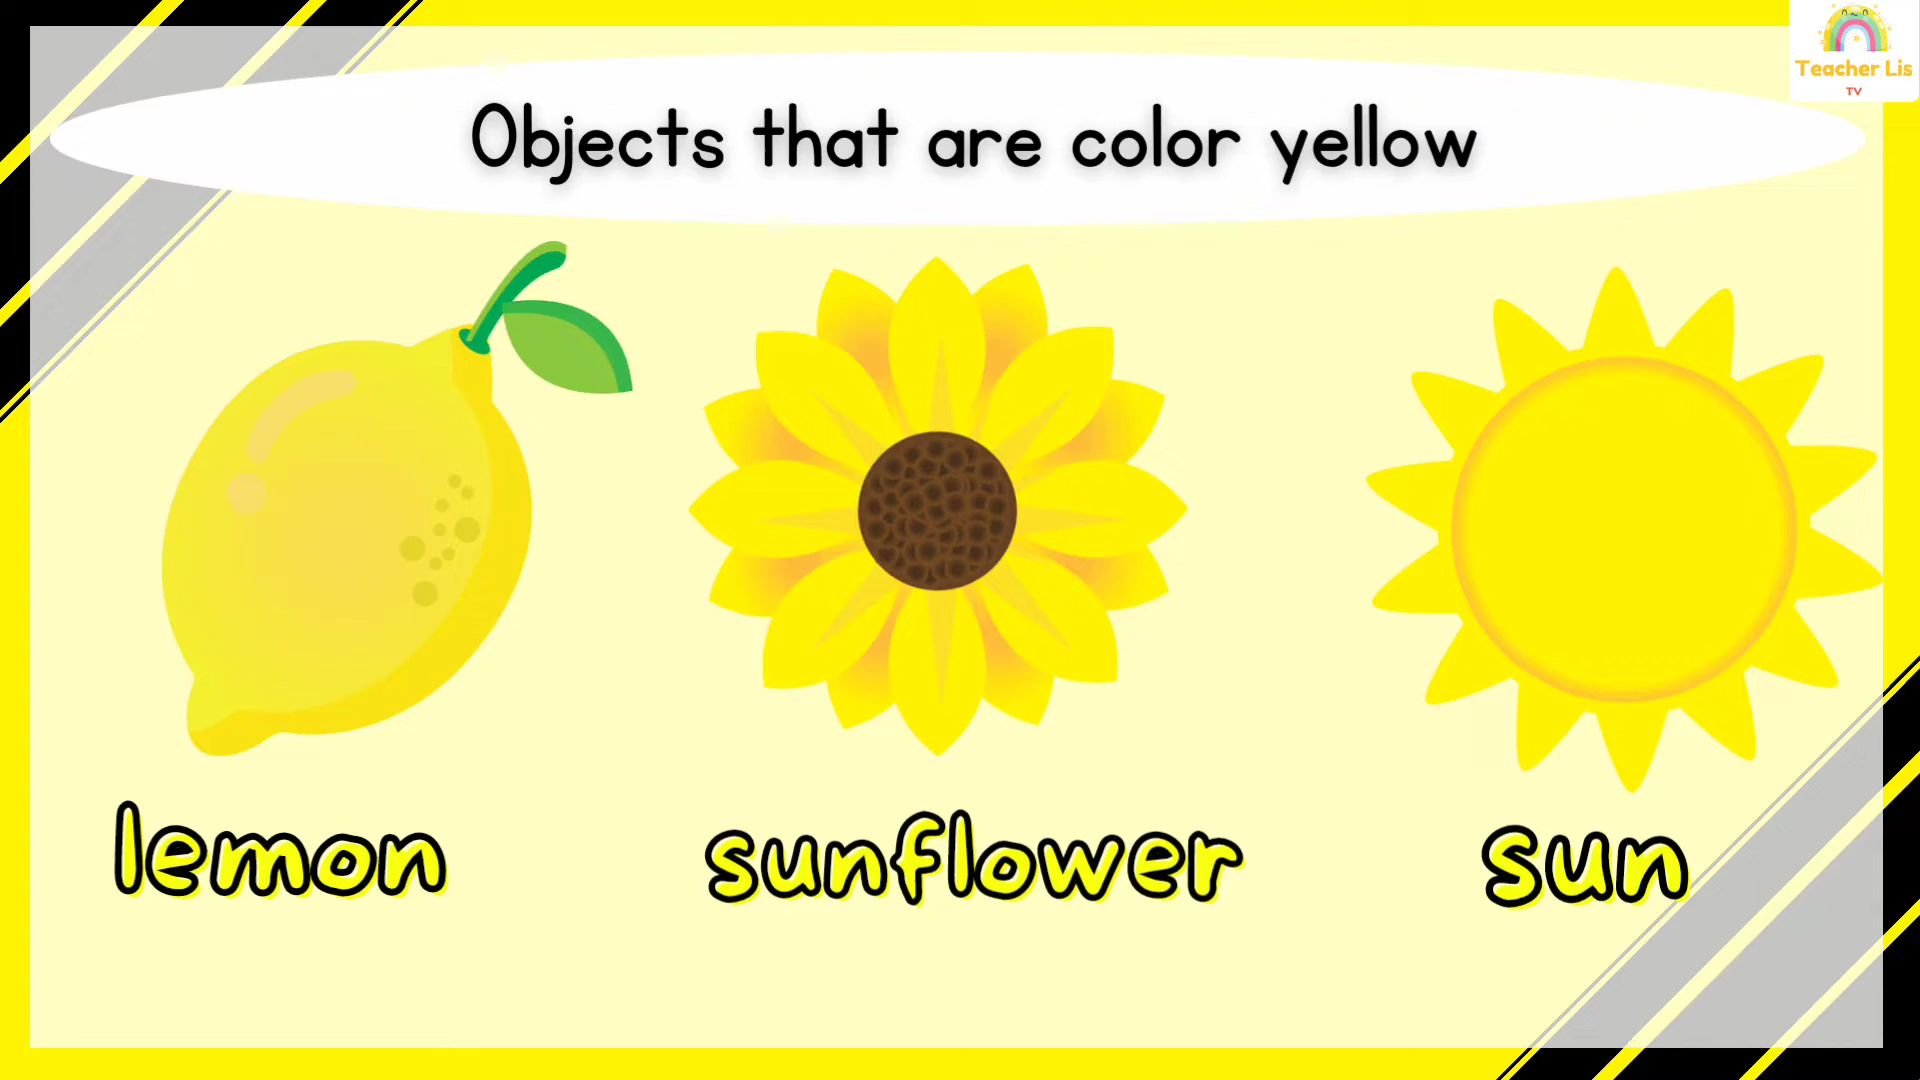 Teacher Lis
TV
Objects that are color yellow
lemon
sunflower
sun